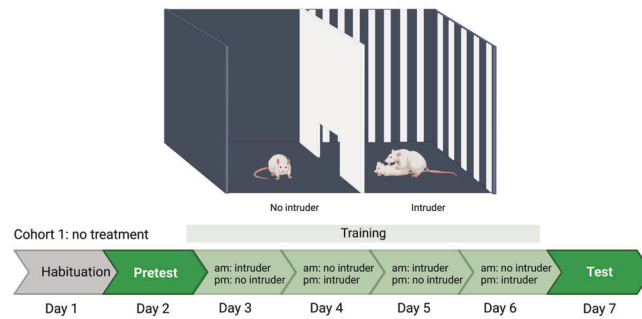 No intruder
Intruder
Cohort 1: no treatment
Training
Habituation
Pretest
am: intruder
pm: no intruder
am: no intruder
pm: intruder
am: intruder
pm: no intruder
am: no intruder
pm: intruder
Test
Day 1
Day 2
Day 3
Day 4
Day 5
Day 6
Day 7